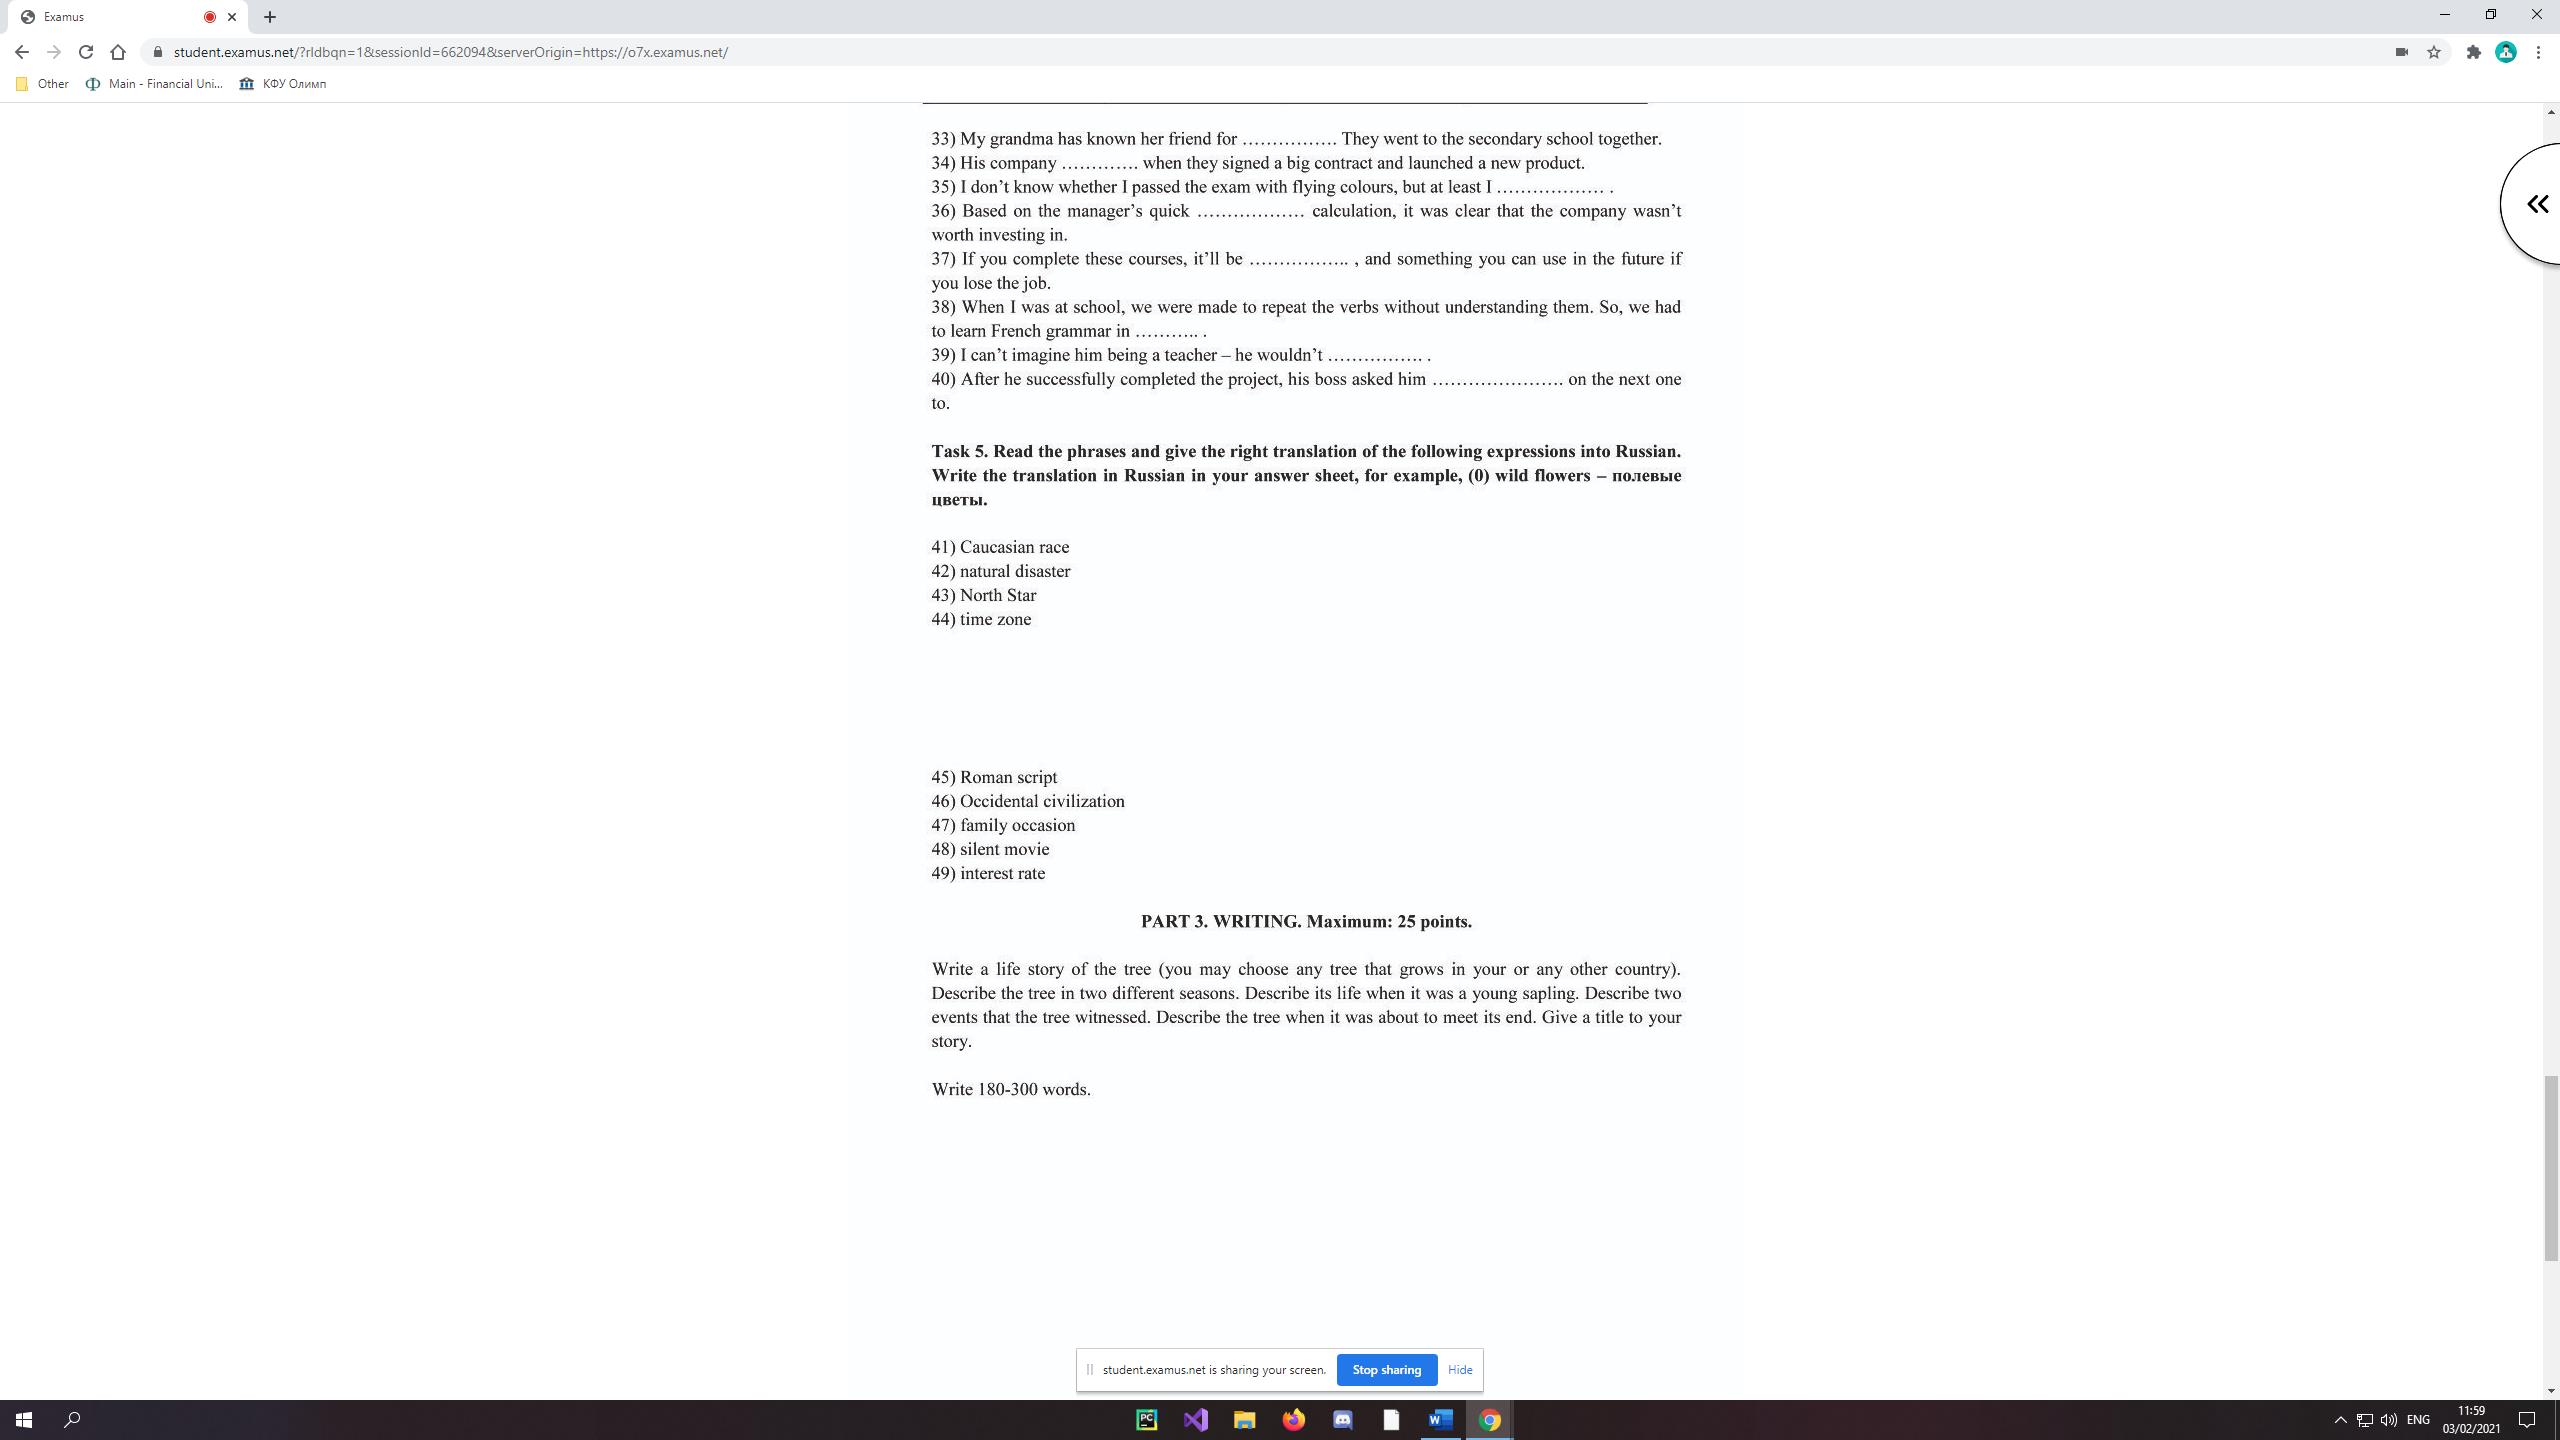 Examus
student.examus.net/?rldbqn=1&sessionId=662094&serverOrigin=https://o7x.examus.net/
Other
Main - Financial Uni...
КФУ Олимп
33) My grandma has known her friend for ……………. They went to the secondary school together.
34) His company …………. when they signed a big contract and launched a new product.
35) I don’t know whether I passed the exam with flying colours, but at least I ……………… .
36) Based on the manager’s quick ……………… calculation, it was clear that the company wasn’t
worth investing in.
37) If you complete these courses, it’ll be …………….. , and something you can use in the future if
you lose the job.
38) When I was at school, we were made to repeat the verbs without understanding them. So, we had
to learn French grammar in ……….. .
39) I can’t imagine him being a teacher – he wouldn’t ……………. .
40) After he successfully completed the project, his boss asked him …………………. on the next one
to.
Task 5. Read the phrases and give the right translation of the following expressions into Russian.
Write the translation in Russian in your answer sheet, for example, (0) wild flowers – полевые
цветы.
41) Caucasian race
42) natural disaster
43) North Star
44) time zone
45) Roman script
46) Occidental civilization
47) family occasion
48) silent movie
49) interest rate
PART 3. WRITING. Maximum: 25 points.
Write a life story of the tree (you may choose any tree that grows in your or any other country).
Describe the tree in two different seasons. Describe its life when it was a young sapling. Describe two
events that the tree witnessed. Describe the tree when it was about to meet its end. Give a title to your
story.
Write 180-300 words.
student.examus.net is sharing your screen.
Stop sharing
Hide
PC
W
ENG
11:59
03/02/2021